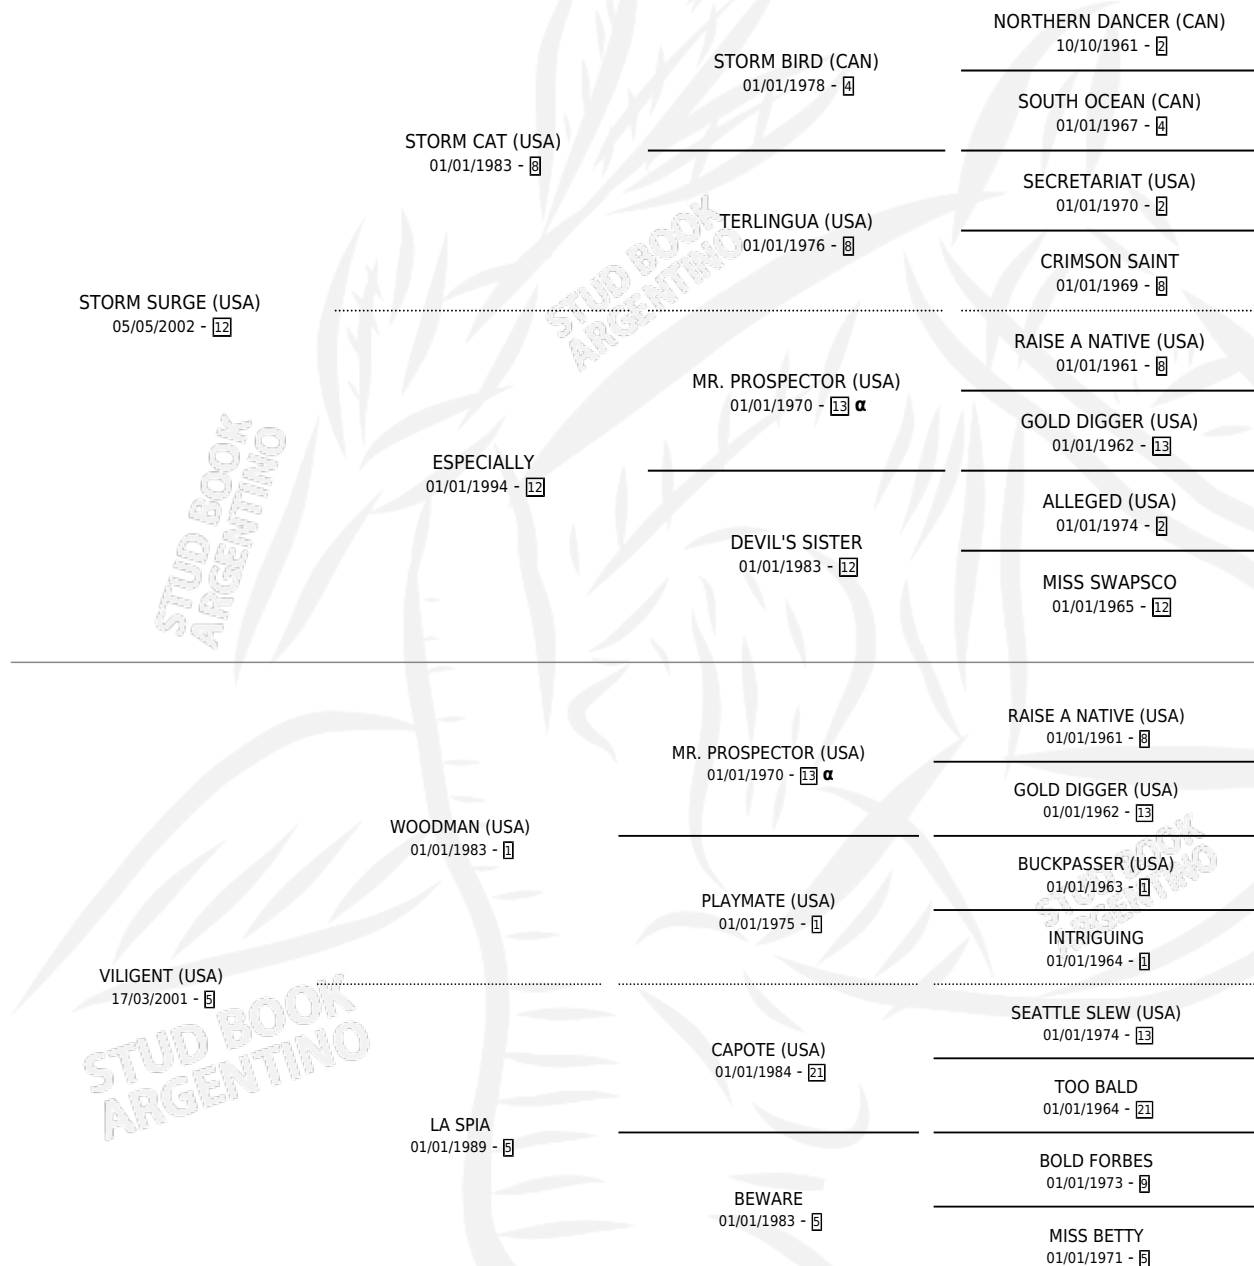 NORTHERN DANCER (CAN)
10/10/1961 - 2
STORM BIRD (CAN)
01/01/1978 - 4
SOUTH OCEAN (CAN)
01/01/1967 - 4
STORM CAT (USA)
01/01/1983 - 8
SECRETARIAT (USA)
01/01/1970 - 2
TERLINGUA (USA)
01/01/1976 - 8
CRIMSON SAINT
01/01/1969 - 8
STORM SURGE (USA)
05/05/2002 - 12
RAISE A NATIVE (USA)
01/01/1961 - 8
MR. PROSPECTOR (USA)
01/01/1970 - 13 α
GOLD DIGGER (USA)
01/01/1962 - 13
ESPECIALLY
01/01/1994 - 12
ALLEGED (USA)
01/01/1974 - 2
DEVIL'S SISTER
01/01/1983 - 12
MISS SWAPSCO
01/01/1965 - 12
RAISE A NATIVE (USA)
01/01/1961 - 8
MR. PROSPECTOR (USA)
01/01/1970 - 13 α
GOLD DIGGER (USA)
01/01/1962 - 13
WOODMAN (USA)
01/01/1983 - 1
BUCKPASSER (USA)
01/01/1963 - 1
PLAYMATE (USA)
01/01/1975 - 1
INTRIGUING
01/01/1964 - 1
VILIGENT (USA)
17/03/2001 - 5
SEATTLE SLEW (USA)
01/01/1974 - 13
CAPOTE (USA)
01/01/1984 - 21
TOO BALD
01/01/1964 - 21
LA SPIA
01/01/1989 - 5
BOLD FORBES
01/01/1973 - 9
BEWARE
01/01/1983 - 5
MISS BETTY
01/01/1971 - 5
STUD BOOK
ARGENTINO
STUD BOOK
ARGENTINO
STUD BOOK
ARGENTINO
STUD BOOK
ARGENTINO